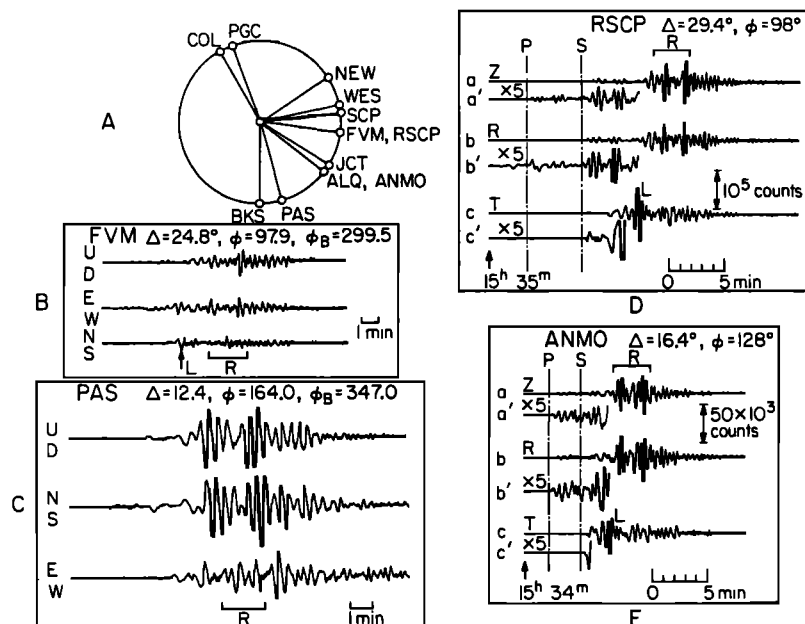 PGC
COL
NEW
WES
SCP
FVM, RSCP
JCT
ALQ, ANMO
PAS
BKS
A
FVM Δ=24.8°, φ=97.9, φB=299.5
U
D
E
W
N
S
L
R
1 min
B
PAS Δ=12.4, φ=164.0, φB=347.0
U
D
N
S
E
W
R
1 min
C
RSCP Δ=29.4°, φ=98°
P S R
a Z
a' ×5
b R
b' ×5
10⁵ counts
c T L
c' ×5
15ʰ 35ᵐ
0 5
min
D
ANMO Δ=16.4°, φ=128°
P S R
a Z
a' ×5
50×10³
counts
b R
b' ×5
c T L
c' ×5
15ʰ 34ᵐ
0 5
min
E